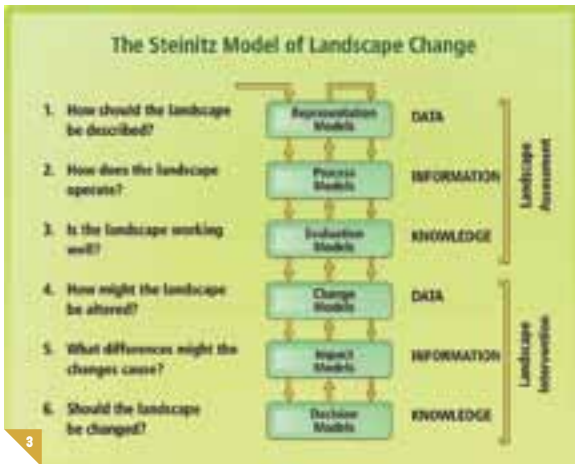 The Steinitz Model of Landscape Change
1. How should the landscape
be described?
Representation
Models
DATA
2. How does the landscape
operate?
Process
Models
INFORMATION
3. Is the landscape working
well?
Evaluation
Models
KNOWLEDGE
Landscape
Assessment
4. How might the landscape
be altered?
Change
Models
DATA
5. What differences might the
changes cause?
Impact
Models
INFORMATION
6. Should the landscape
be changed?
Decision
Models
KNOWLEDGE
Landscape
Intervention
3